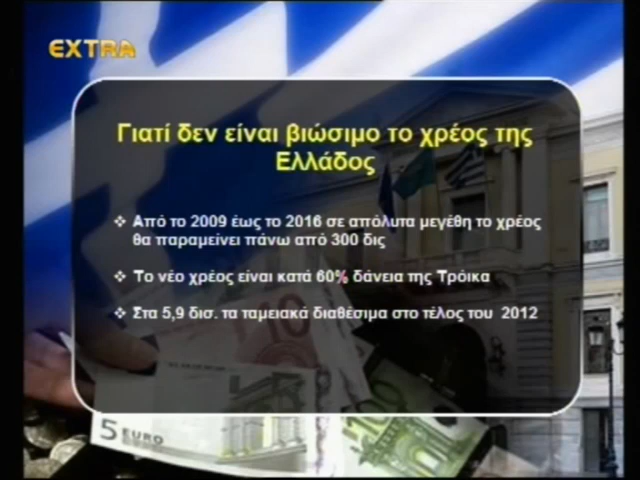 EXTRA
Γιατί δεν είναι βιώσιμο το χρέος της
Ελλάδος
Από το 2009 έως το 2016 σε απόλυτα μεγέθη το χρέος
θα παραμείνει πάνω από 300 δις
Το νέο χρέος είναι κατά 60% δάνεια της Τρόικα
Στα 5,9 δισ. τα ταμειακά διαθέσιμα στο τέλος του 2012
10
5 EURO